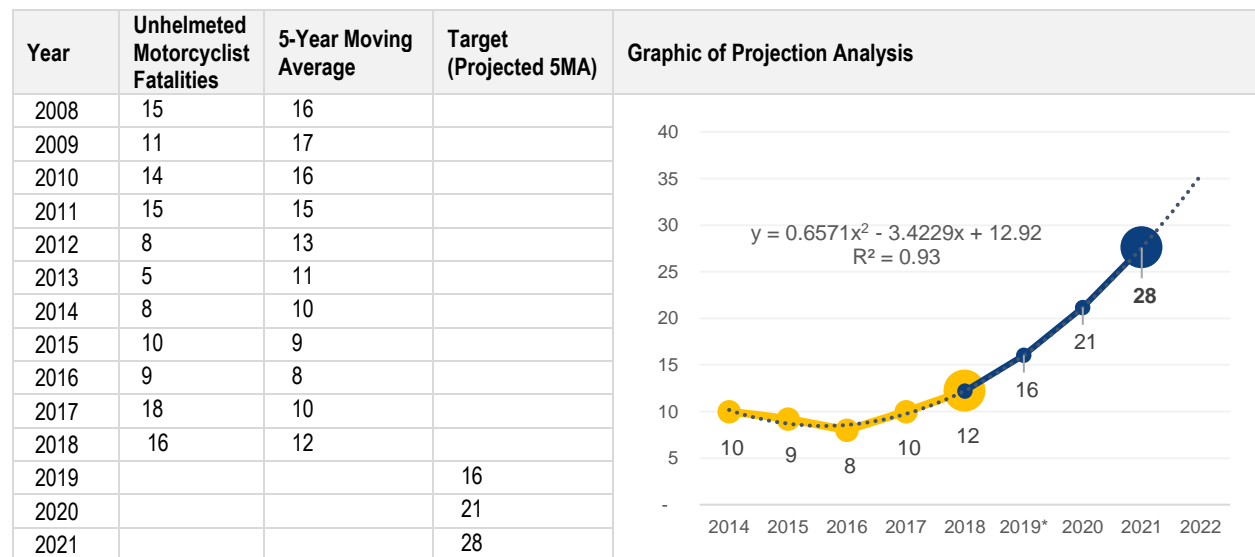 Year Unhelmeted Motorcyclist Fatalities 5-Year Moving Average Target (Projected 5MA) Graphic of Projection Analysis
2008 15 16
2009 11 17
2010 14 16
2011 15 15
2012 8 13
2013 5 11
2014 8 10
2015 10 9
2016 9 8
2017 18 10
2018 16 12
2019 16
2020 21
2021 28
40
35
30
25
20
15
10
5
-
y = 0.6571x² - 3.4229x + 12.92
R² = 0.93
10 9 8 10 12 16 21 28
2014 2015 2016 2017 2018 2019* 2020 2021 2022